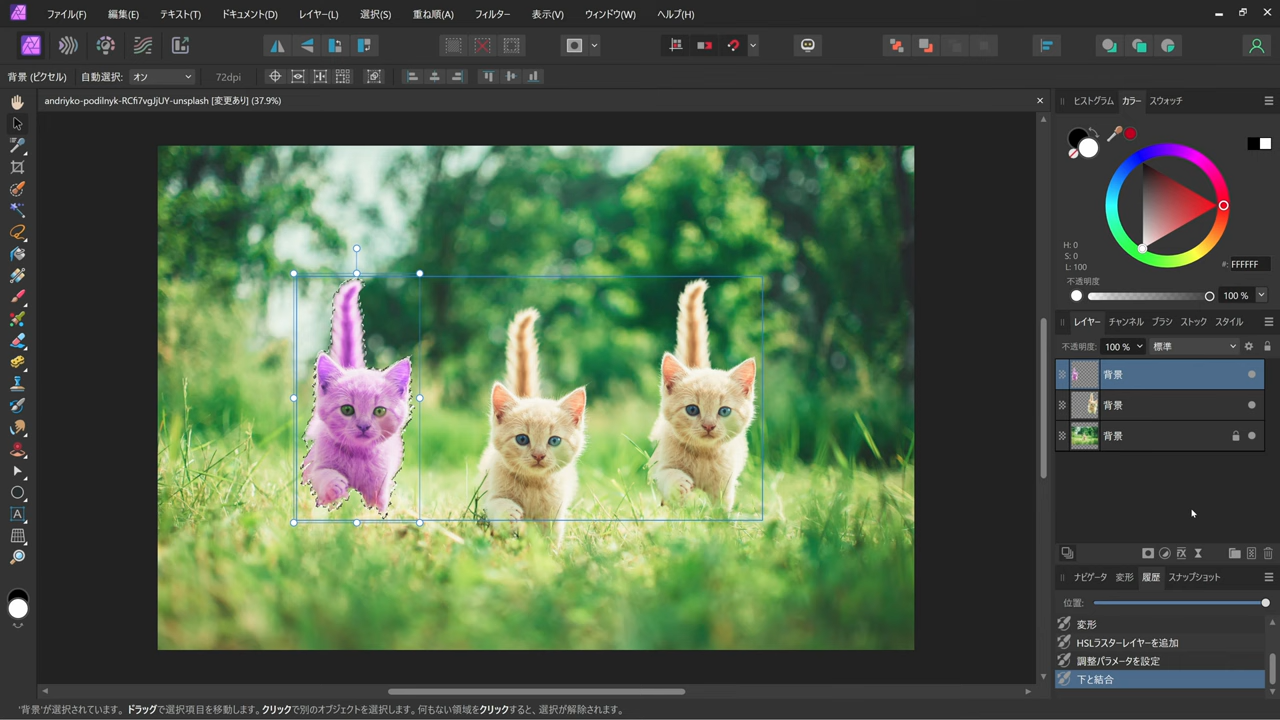 ファイル(F) 編集(E) テキスト(T) ドキュメント(D) レイヤー(L) 選択(S) 重ね順(A) フィルター 表示(V) ウィンドウ(W) ヘルプ(H)
背景 (ピクセル) 自動選択: オン 72dpi
andriyko-podilnyk-RCfi7vgJjUY-unsplash [変更あり] (37.9%)
ヒストグラム カラー スウォッチ
H: 0
S: 0
L: 100
#: FFFFFF
不透明度
100 %
レイヤー チャンネル ブラシ ストック スタイル
不透明度: 100 % 標準
背景
背景
背景
ナビゲータ 変形 履歴 スナップショット
位置:
変形
HSLラスターレイヤーを追加
調整パラメータを設定
下と結合
'背景'が選択されています。 ドラッグで選択項目を移動します。クリックで別のオブジェクトを選択します。何もない領域をクリックすると、選択が解除されます。